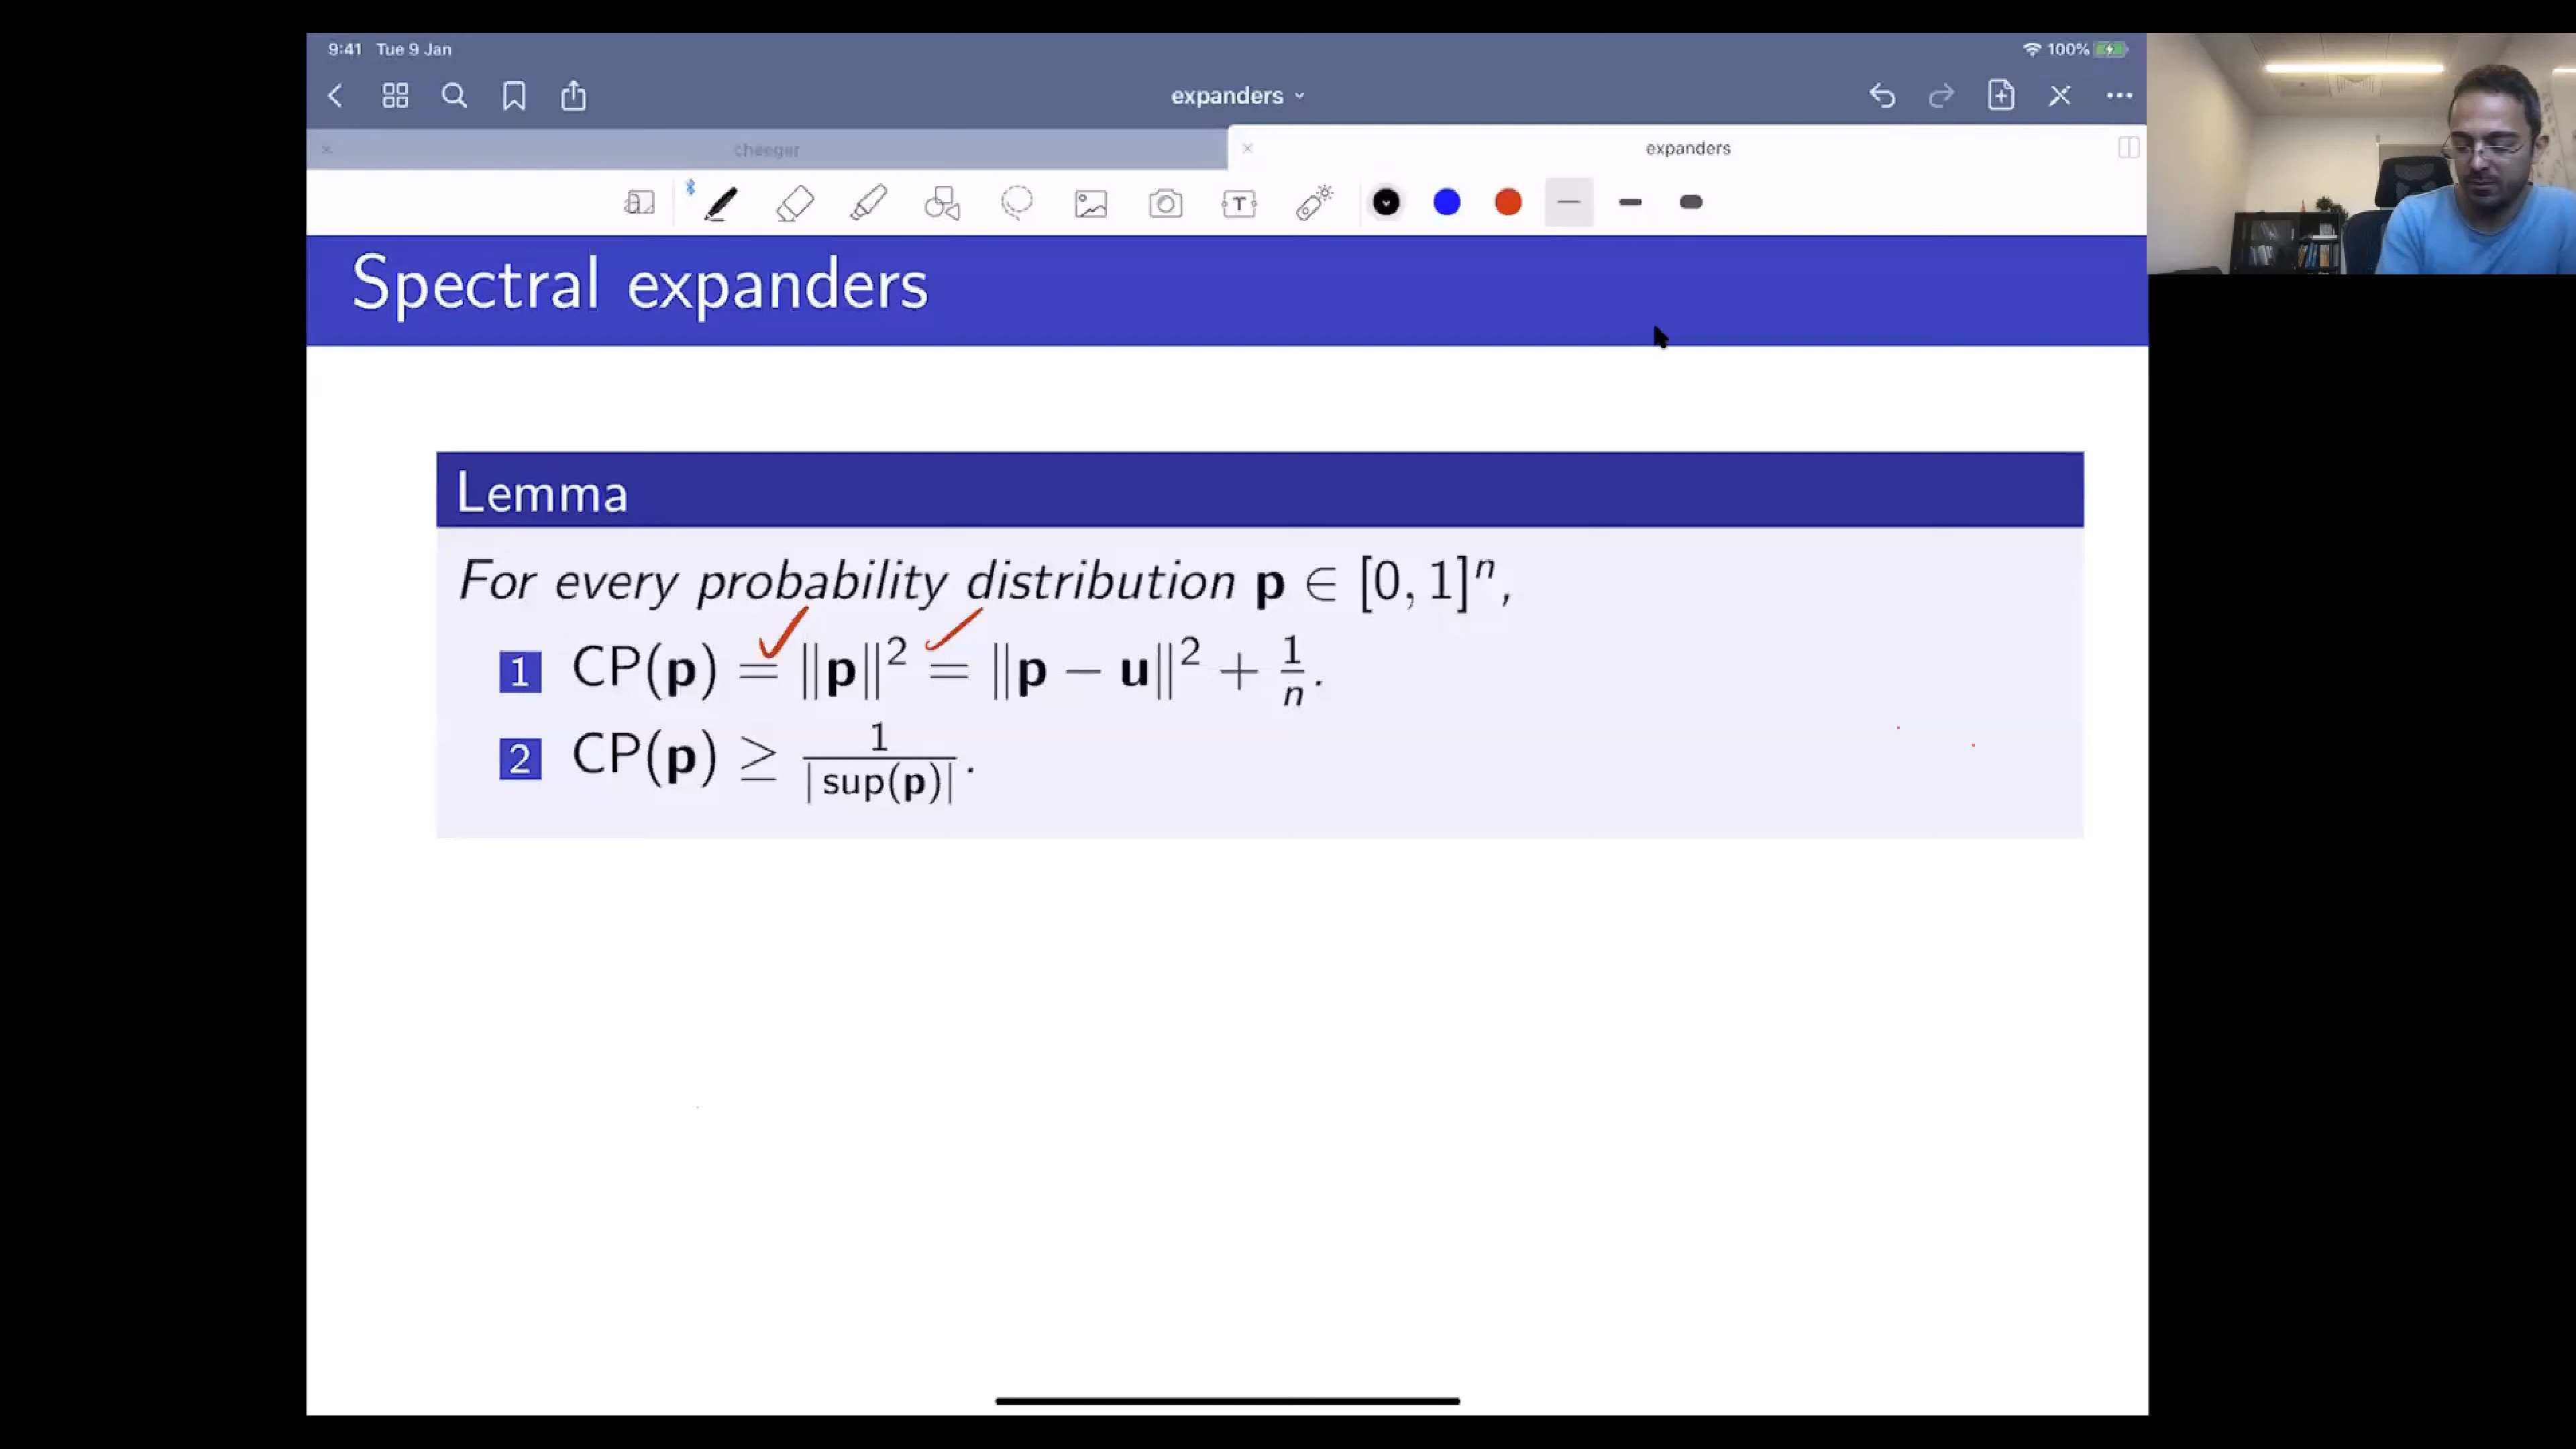 9:41 Tue 9 Jan
100%
expanders
cheeger
expanders
Spectral expanders
Lemma
For every probability distribution p ∈ [0, 1]ⁿ,
1 CP(p) = ‖p‖² = ‖p − u‖² + 1/n.
2 CP(p) ≥ 1/|sup(p)|.